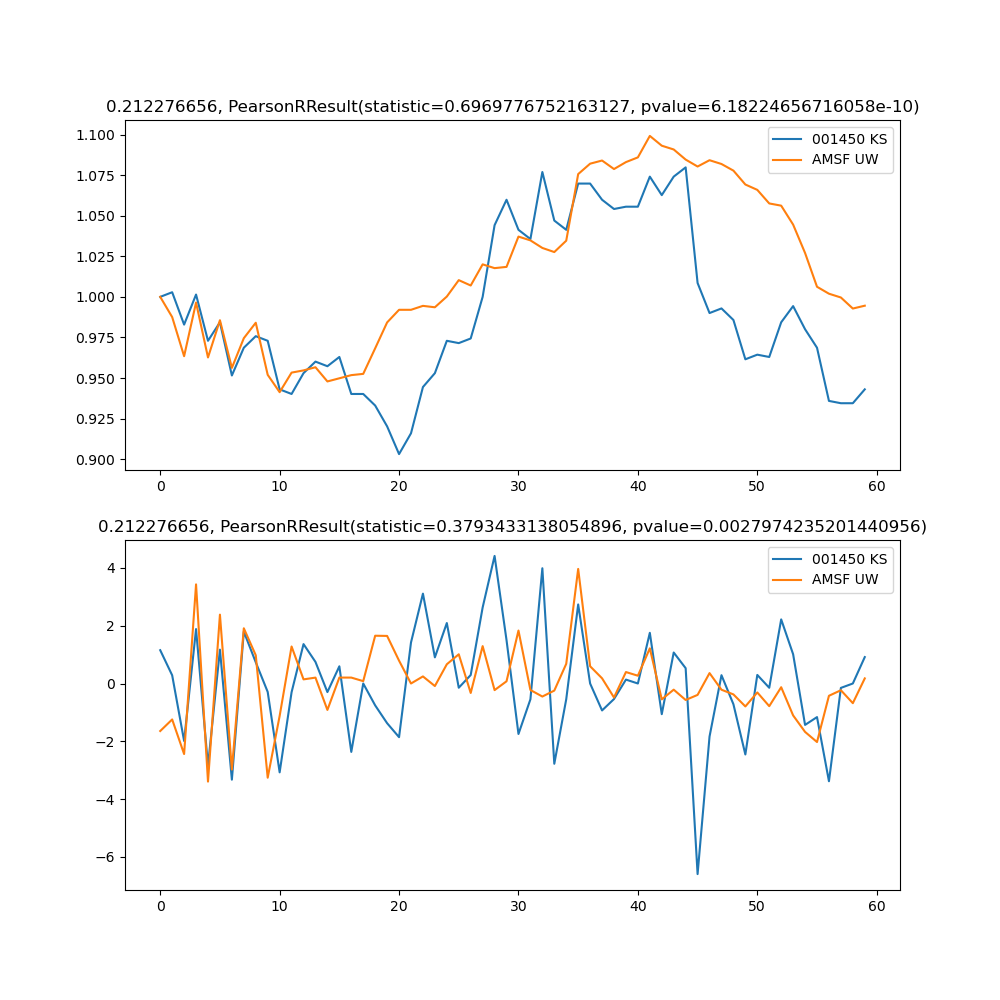 0.212276656, PearsonRResult(statistic=0.6969776752163127, pvalue=6.18224656716058e-10)
001450 KS
AMSF UW
1.100
1.075
1.050
1.025
1.000
0.975
0.950
0.925
0.900
0 10 20 30 40 50 60
0.212276656, PearsonRResult(statistic=0.3793433138054896, pvalue=0.0027974235201440956)
001450 KS
AMSF UW
4
2
0
−2
−4
−6
0 10 20 30 40 50 60